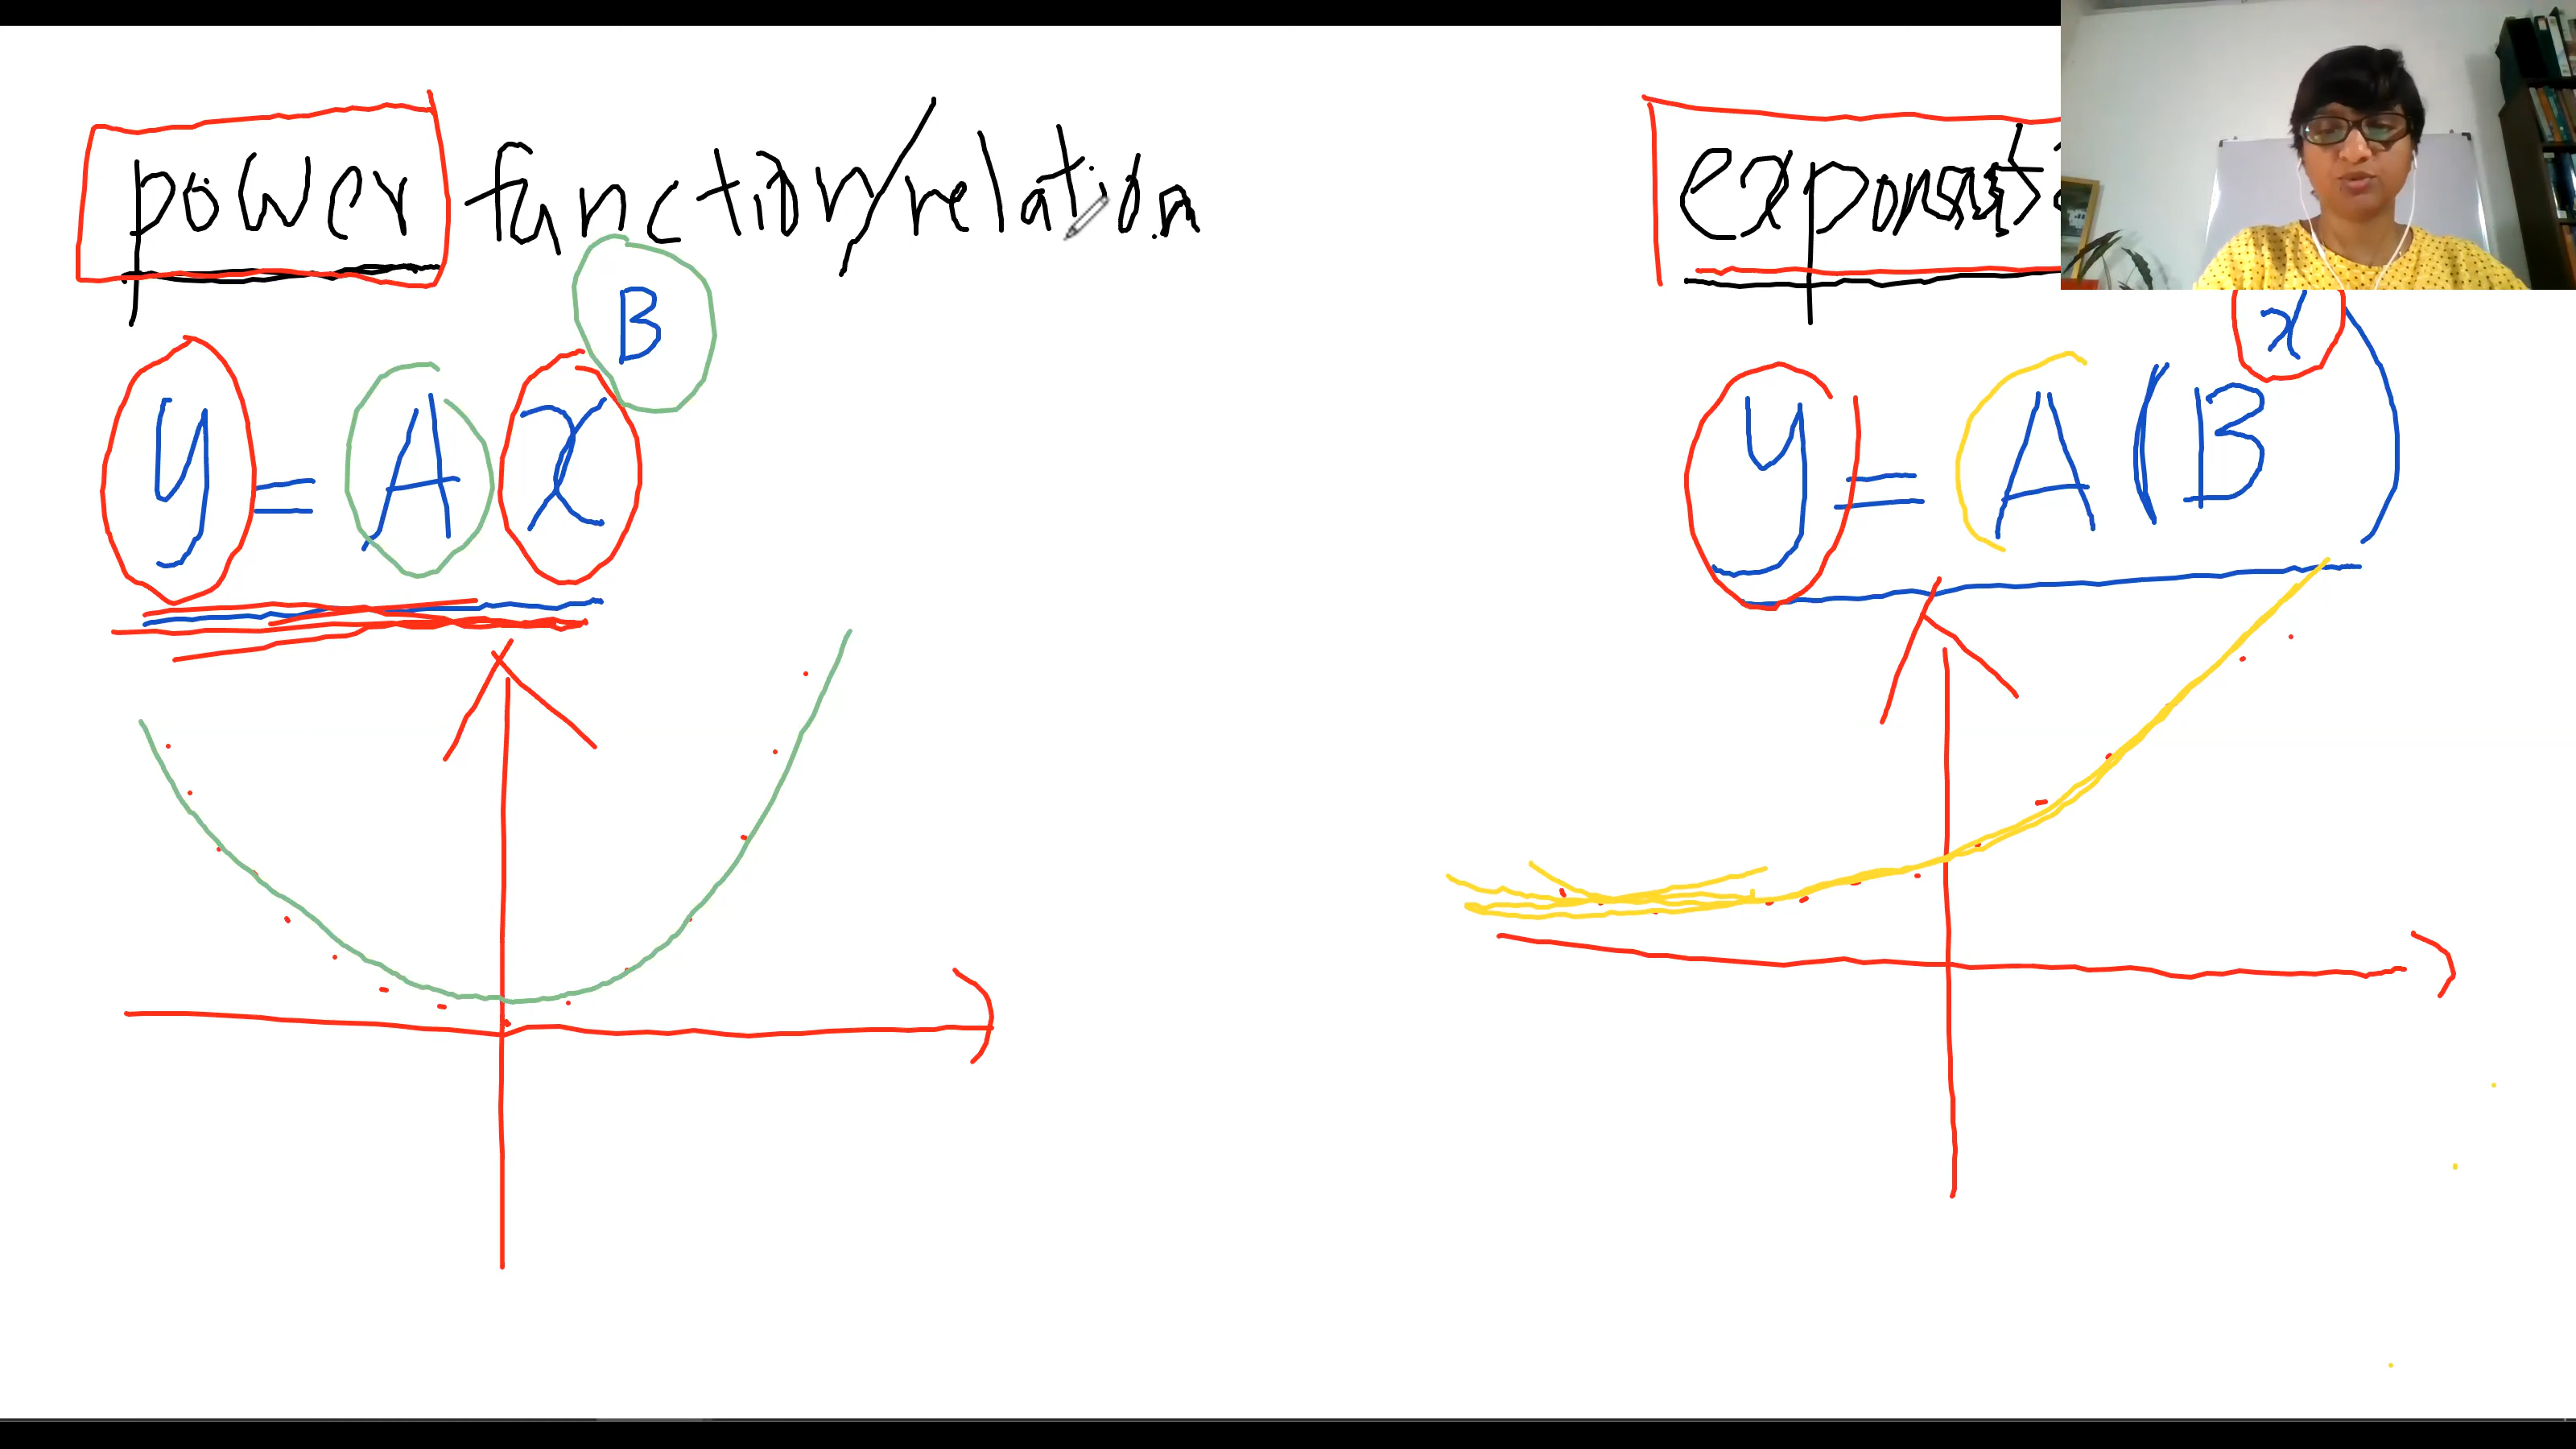 power function/relation
y = A x^B
y = A (B^x)